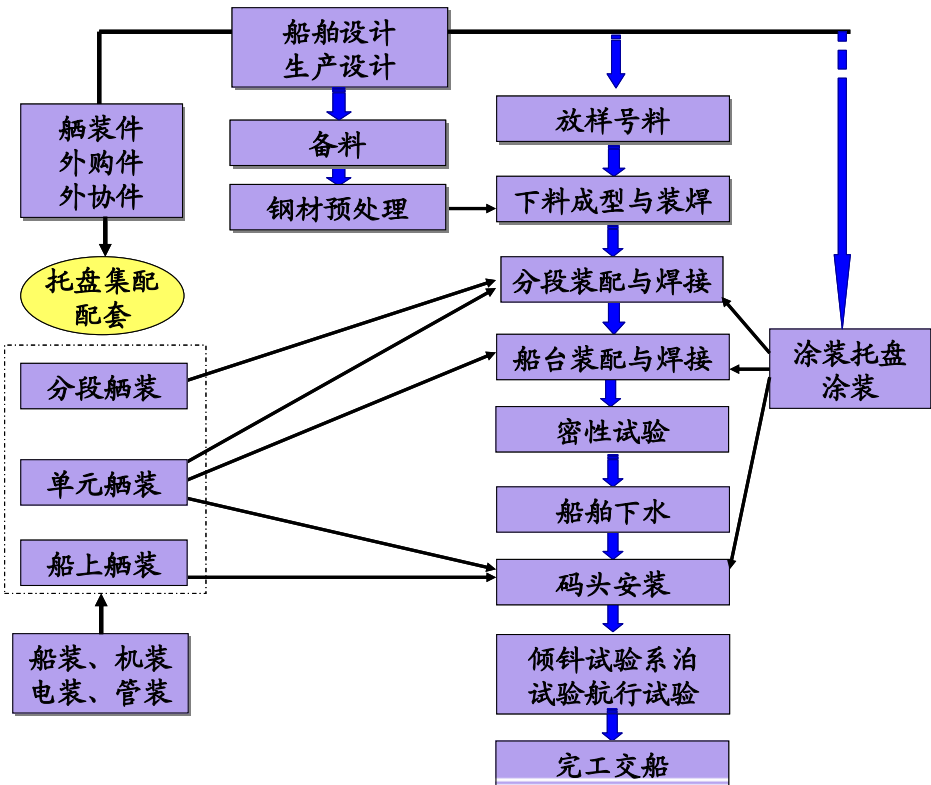 船舶设计
生产设计
舾装件
外购件
外协件
备料
放样号料
钢材预处理
下料成型与装焊
托盘集配
配套
分段装配与焊接
分段舾装
船台装配与焊接
涂装托盘
涂装
密性试验
单元舾装
船舶下水
船上舾装
码头安装
船装、机装
电装、管装
倾斜试验系泊
试验航行试验
完工交船